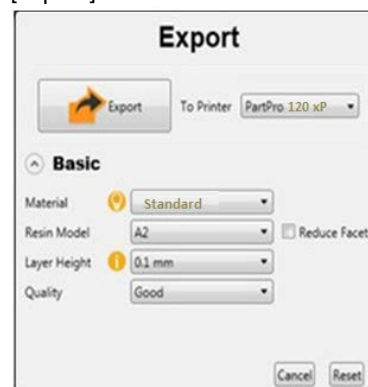 Export
Export To Printer PartPro 120 xP
Basic
Material Standard
Resin Model A2 Reduce Facet
Layer Height 0.1 mm
Quality Good
Cancel Reset